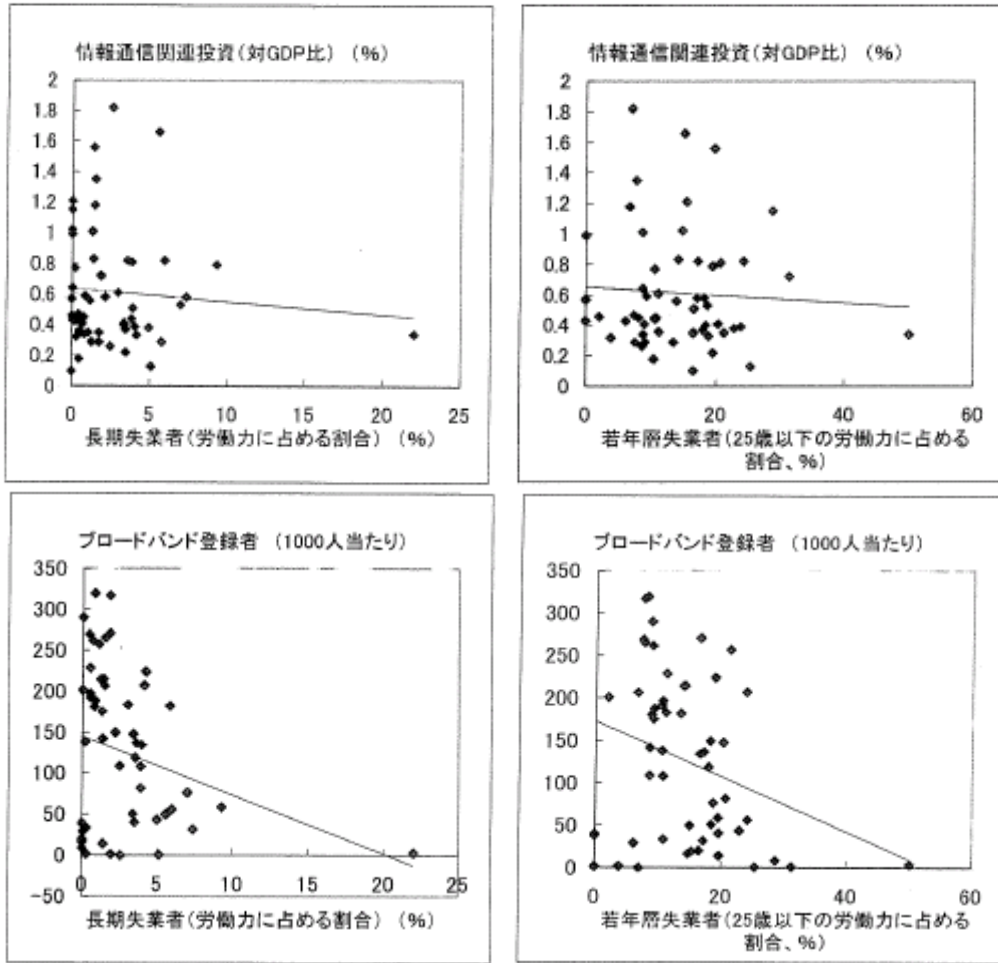 情報通信関連投資(対GDP比) (%)
2
1.8
1.6
1.4
1.2
1
0.8
0.6
0.4
0.2
0
0 5 10 15 20 25
長期失業者(労働力に占める割合) (%)
情報通信関連投資(対GDP比) (%)
2
1.8
1.6
1.4
1.2
1
0.8
0.6
0.4
0.2
0
0 20 40 60
若年層失業者(25歳以下の労働力に占める
割合、%)
ブロードバンド登録者 (1000人当たり)
350
300
250
200
150
100
50
0
-50
0 5 10 15 20 25
長期失業者(労働力に占める割合) (%)
ブロードバンド登録者 (1000人当たり)
350
300
250
200
150
100
50
0
0 20 40 60
若年層失業者(25歳以下の労働力に占める
割合、%)